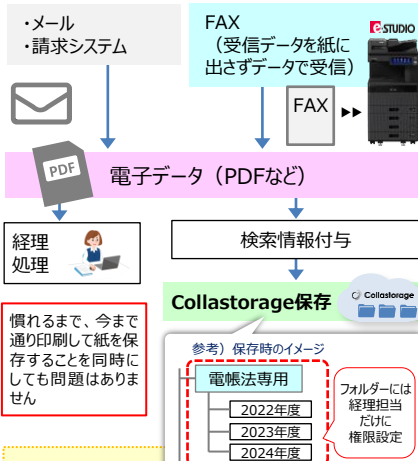 ・メール
・請求システム
FAX
（受信データを紙に
出さずデータで受信）
e-STUDIO
FAX
PDF
電子データ（PDFなど）
経理
処理
検索情報付与
Collastorage保存
Collastorage
慣れるまで、今まで
通り印刷して紙を保
存することを同時に
しても問題はありま
せん
参考）保存時のイメージ
電帳法専用
2022年度
2023年度
2024年度
フォルダーには
経理担当
だけに
権限設定